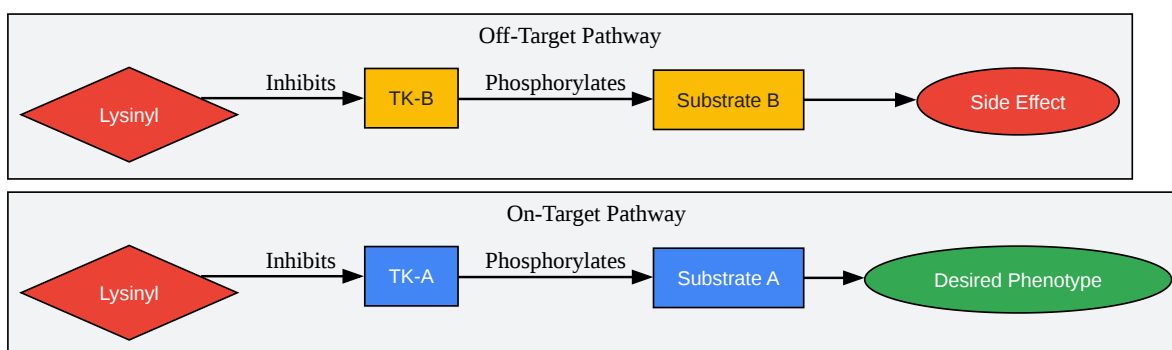 Off-Target Pathway
Lysinyl
Inhibits
TK-B
Phosphorylates
Substrate B
Side Effect
On-Target Pathway
Lysinyl
Inhibits
TK-A
Phosphorylates
Substrate A
Desired Phenotype